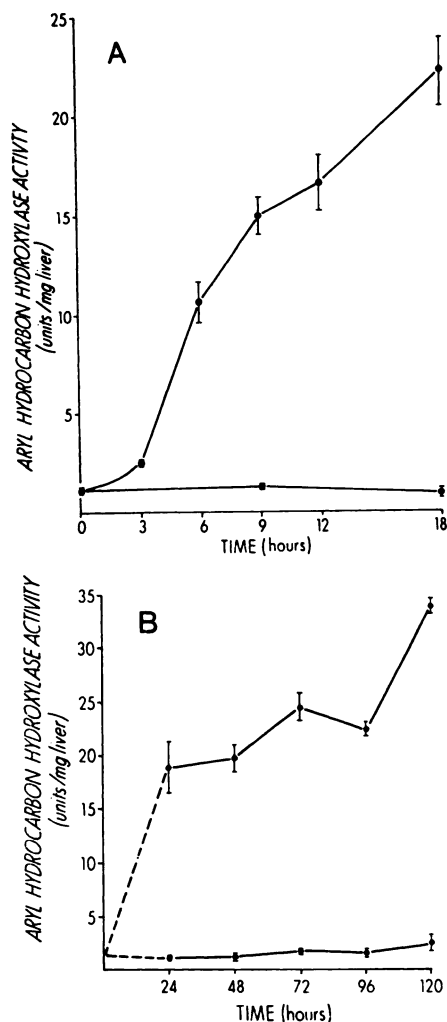 A
ARYL HYDROCARBON HYDROXYLASE ACTIVITY
(units/mg liver)
25
20
15
10
5
0 3 6 9 12 18
TIME (hours)
B
ARYL HYDROCARBON HYDROXYLASE ACTIVITY
(units/mg liver)
35
30
25
20
15
10
5
24 48 72 96 120
TIME (hours)